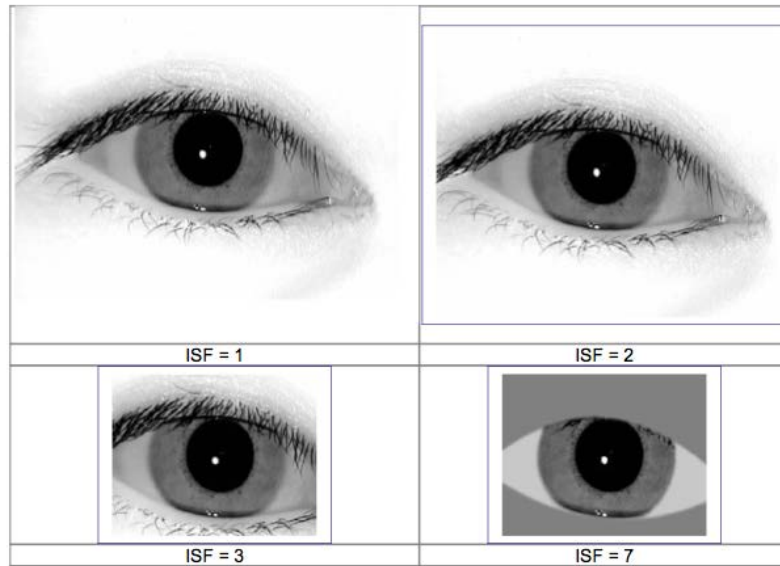 ISF = 1
ISF = 2
ISF = 3
ISF = 7